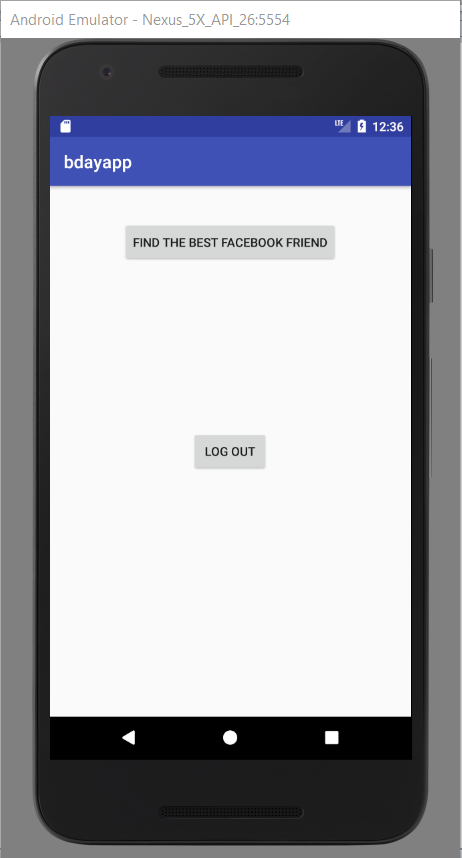 Android Emulator - Nexus_5X_API_26:5554
LTE 12:36
bdayapp
FIND THE BEST FACEBOOK FRIEND
LOG OUT